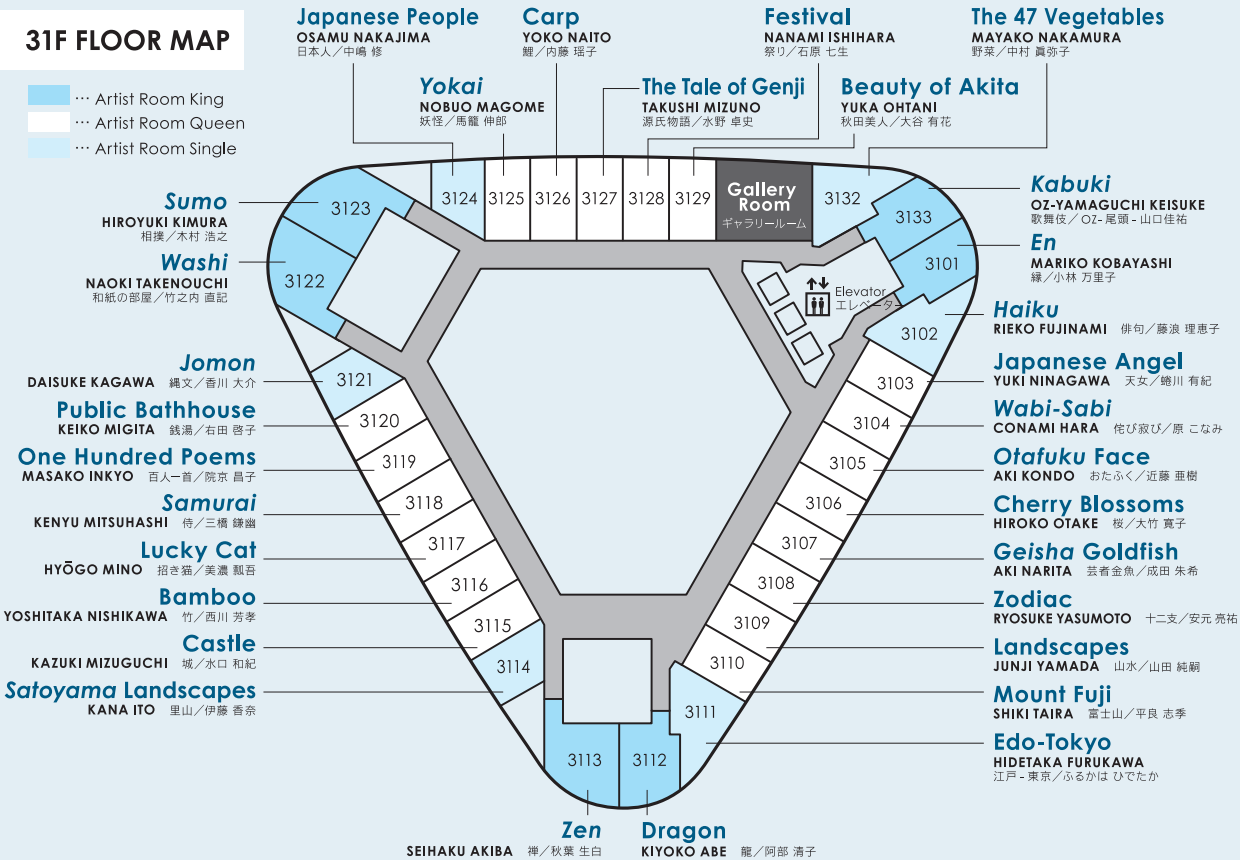 31F FLOOR MAP
… Artist Room King
… Artist Room Queen
… Artist Room Single
Japanese People
OSAMU NAKAJIMA
日本人／中嶋 修
Carp
YOKO NAITO
鯉／内藤 瑶子
Festival
NANAMI ISHIHARA
祭り／石原 七生
The 47 Vegetables
MAYAKO NAKAMURA
野菜／中村 眞弥子
Yokai
NOBUO MAGOME
妖怪／馬籠 伸郎
The Tale of Genji
TAKUSHI MIZUNO
源氏物語／水野 卓史
Beauty of Akita
YUKA OHTANI
秋田美人／大谷 有花
Sumo
HIROYUKI KIMURA
相撲／木村 浩之
Washi
NAOKI TAKENOUCHI
和紙の部屋／竹之内 直記
Jomon
DAISUKE KAGAWA 縄文／香川 大介
Public Bathhouse
KEIKO MIGITA 銭湯／右田 啓子
One Hundred Poems
MASAKO INKYO 百人一首／院京 昌子
Samurai
KENYU MITSUHASHI 侍／三橋 鎌幽
Lucky Cat
HYŌGO MINO 招き猫／美濃 瓢吾
Bamboo
YOSHITAKA NISHIKAWA 竹／西川 芳孝
Castle
KAZUKI MIZUGUCHI 城／水口 和紀
Satoyama Landscapes
KANA ITO 里山／伊藤 香奈
3124
3125
3126
3127
3128
3129
Gallery
Room
ギャラリールーム
3132
3133
3101
3102
3103
3104
3105
3106
3107
3108
3109
3110
3111
3112
3113
3114
3115
3116
3117
3118
3119
3120
3121
3122
3123
Elevator
エレベーター
Kabuki
OZ-YAMAGUCHI KEISUKE
歌舞伎／OZ - 尾頭 - 山口佳祐
En
MARIKO KOBAYASHI
縁／小林 万里子
Haiku
RIEKO FUJINAMI 俳句／藤浪 理恵子
Japanese Angel
YUKI NINAGAWA 天女／蜷川 有紀
Wabi-Sabi
CONAMI HARA 侘び寂び／原 こなみ
Otafuku Face
AKI KONDO おたふく／近藤 亜樹
Cherry Blossoms
HIROKO OTAKE 桜／大竹 寛子
Geisha Goldfish
AKI NARITA 芸者金魚／成田 朱希
Zodiac
RYOSUKE YASUMOTO 十二支／安元 亮祐
Landscapes
JUNJI YAMADA 山水／山田 純嗣
Mount Fuji
SHIKI TAIRA 富士山／平良 志季
Edo-Tokyo
HIDETAKA FURUKAWA
江戸 - 東京／ふるかは ひでたか
Zen
SEIHAKU AKIBA 禅／秋葉 生白
Dragon
KIYOKO ABE 龍／阿部 清子